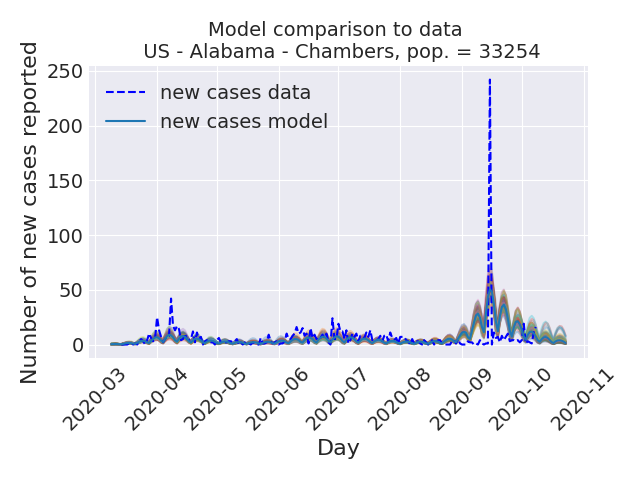 Model comparison to data
US - Alabama - Chambers, pop. = 33254
Number of new cases reported
250
200
150
100
50
0
new cases data
new cases model
2020-03
2020-04
2020-05
2020-06
2020-07
2020-08
2020-09
2020-10
2020-11
Day